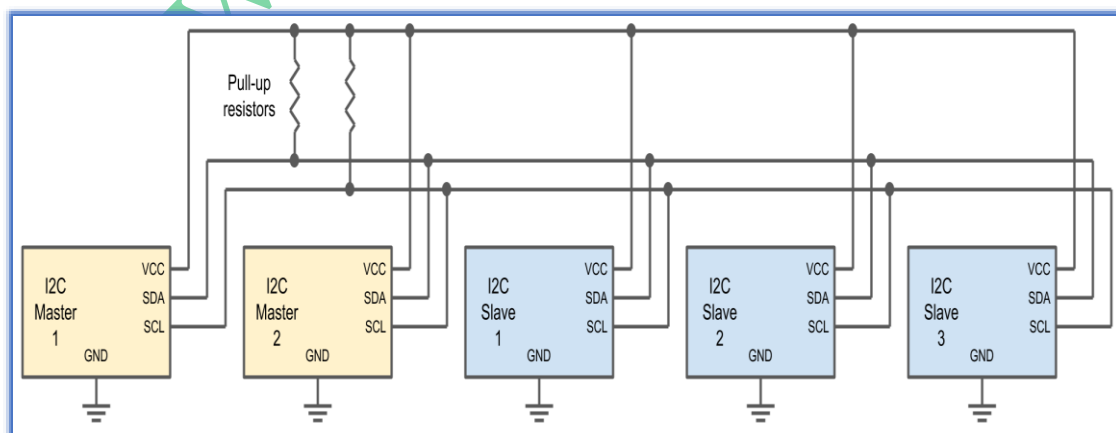 Pull-up
resistors
I2C
Master
1
VCC
SDA
SCL
GND
I2C
Master
2
VCC
SDA
SCL
GND
I2C
Slave
1
VCC
SDA
SCL
GND
I2C
Slave
2
VCC
SDA
SCL
GND
I2C
Slave
3
VCC
SDA
SCL
GND